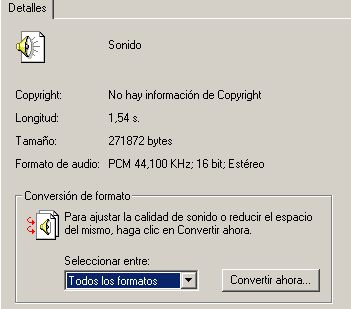 Detalles
Sonido
Copyright: No hay información de Copyright
Longitud: 1,54 s.
Tamaño: 271872 bytes
Formato de audio: PCM 44,100 KHz; 16 bit; Estéreo
Conversión de formato
Para ajustar la calidad de sonido o reducir el espacio
del mismo, haga clic en Convertir ahora.
Seleccionar entre:
Todos los formatos Convertir ahora...